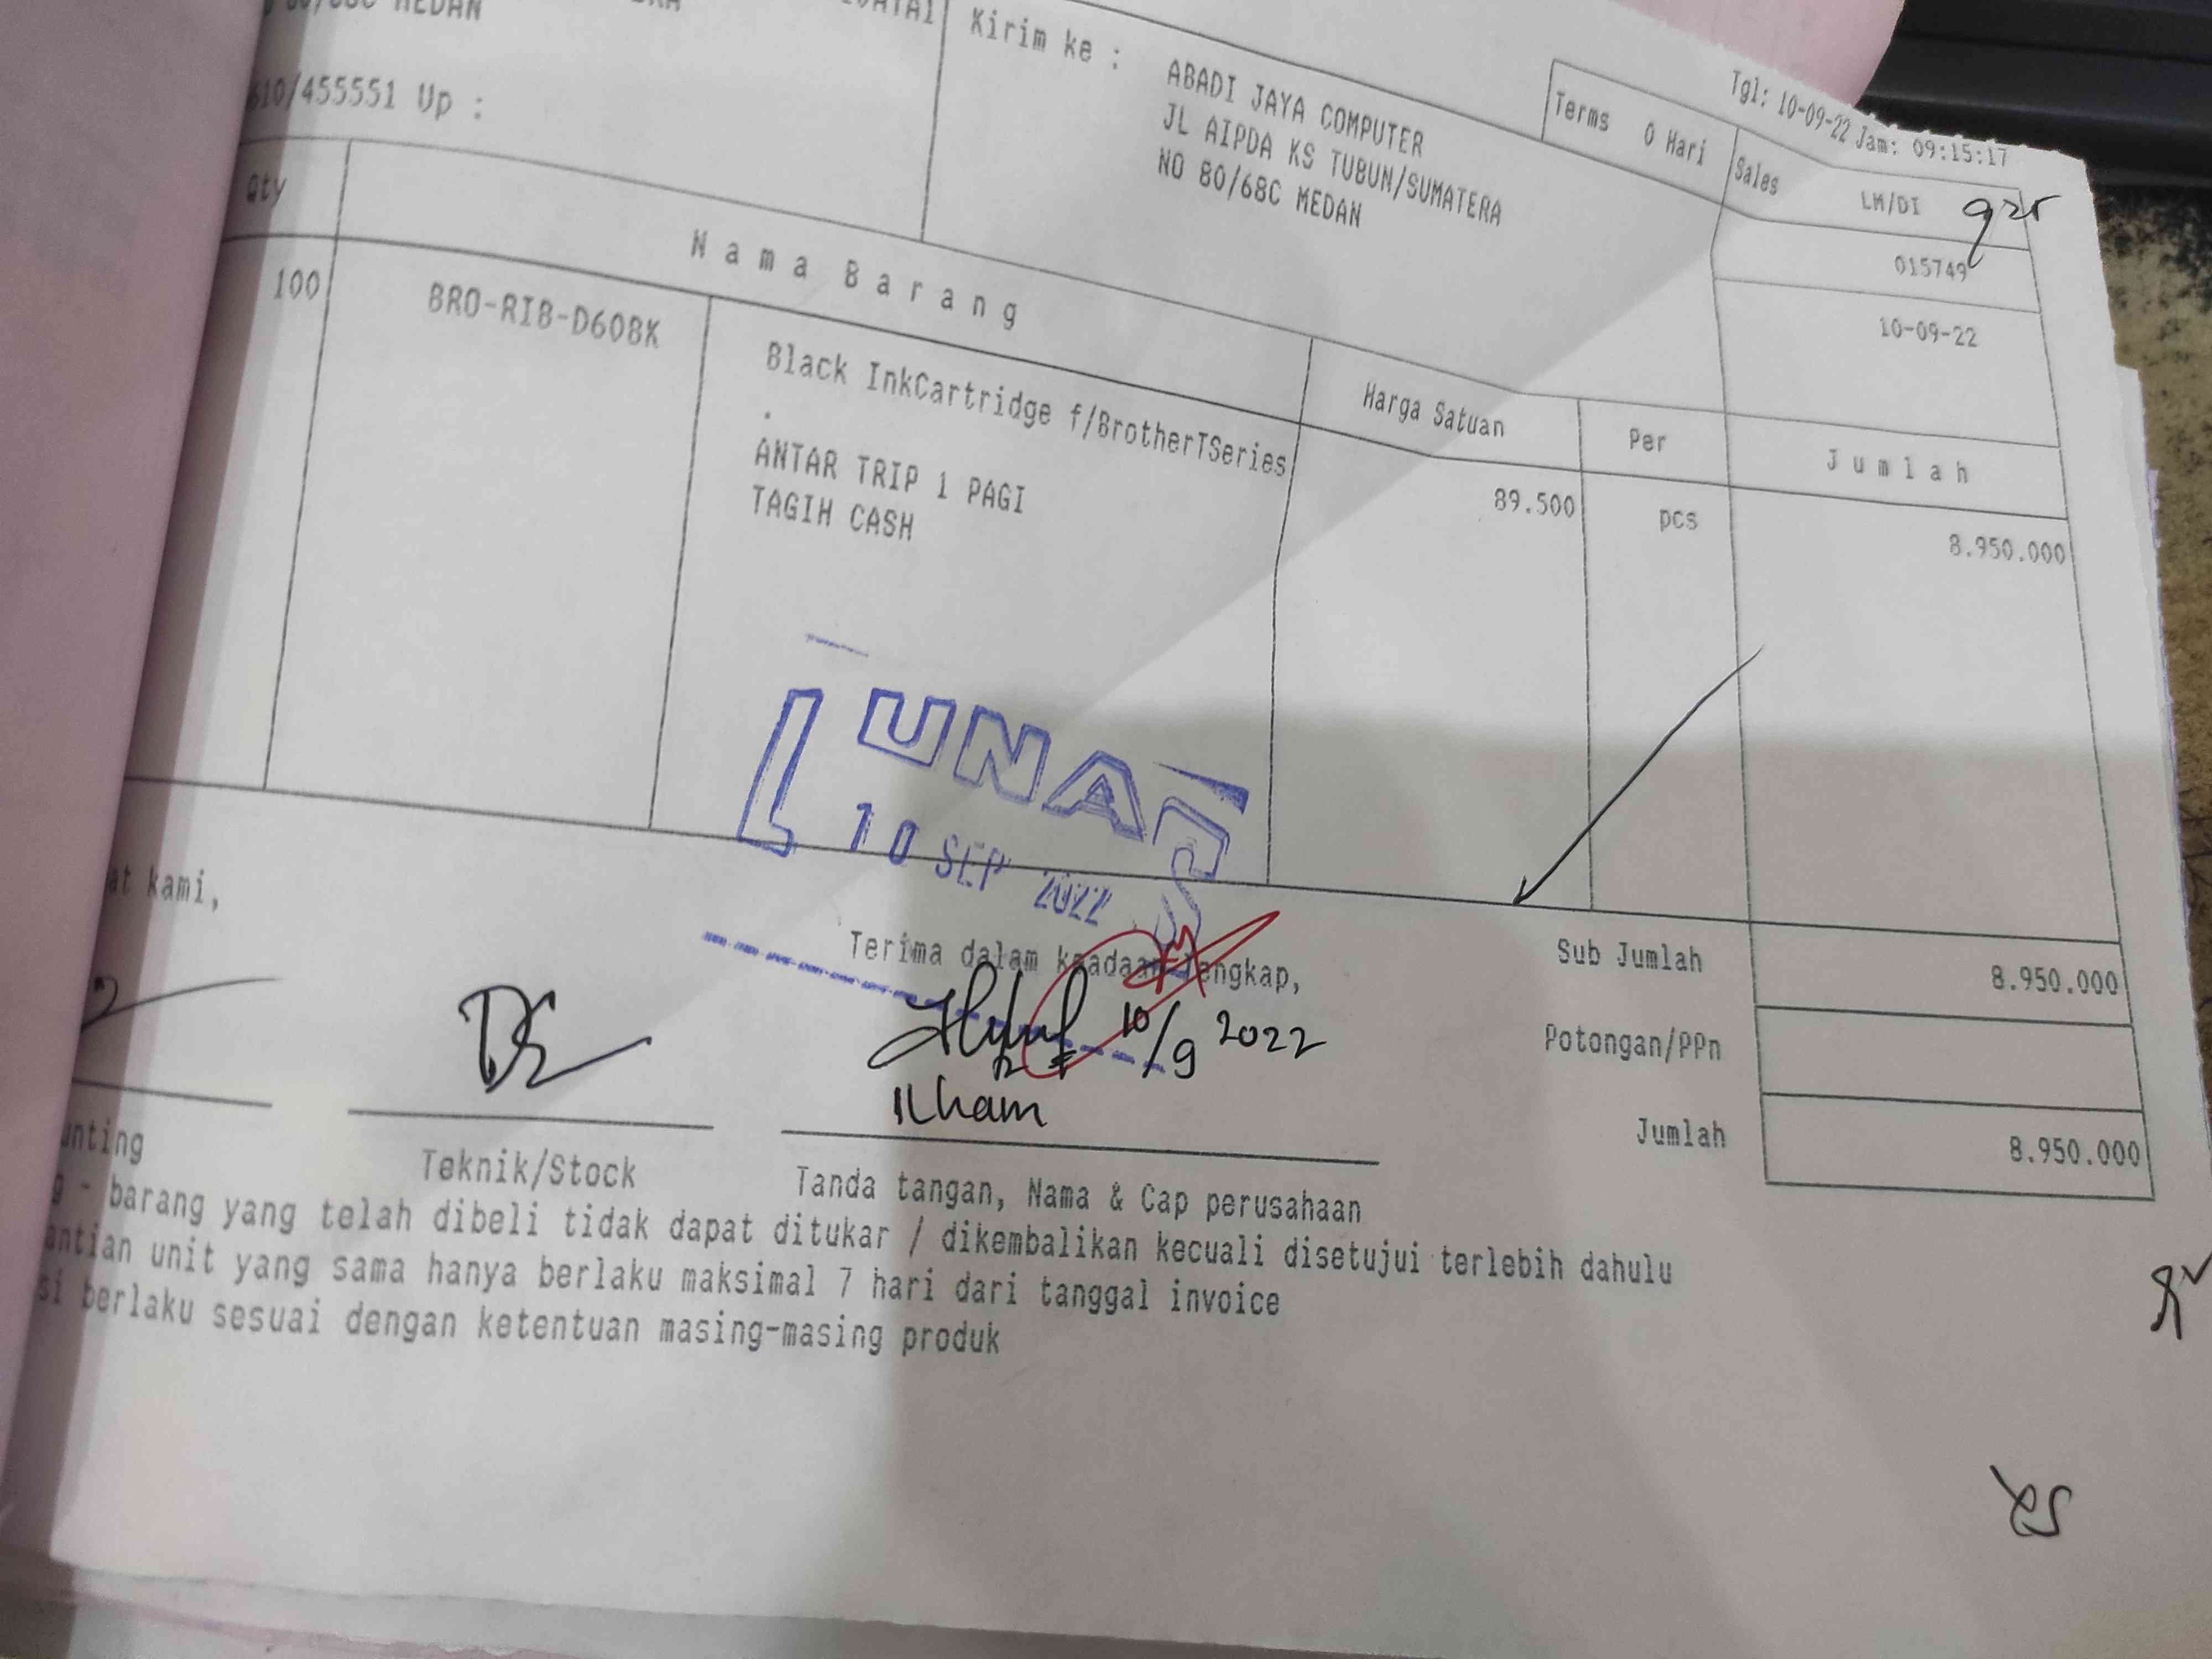 Tgl: 10-09-22 Jam: 09:15:17
80/68C MEDAN
Kirim ke : ABADI JAYA COMPUTER
JL AIPDA KS TUBUN/SUMATERA
NO 80/68C MEDAN
Terms 0 Hari
Sales LM/DI
015749
10-09-22
610/455551 Up :
Qty
N a m a B a r a n g
Harga Satuan
Per
J u m l a h
100
BRO-RIB-D60BK
Black InkCartridge f/BrotherTSeries
.
89.500
pcs
8.950.000
ANTAR TRIP 1 PAGI
TAGIH CASH
LUNAS
10 SEP 2022
kami,
Terima dalam keadaan lengkap,
Sub Jumlah 8.950.000
10/9 2022
Ilham
Potongan/PPn
Jumlah 8.950.000
Teknik/Stock
Tanda tangan, Nama & Cap perusahaan
- barang yang telah dibeli tidak dapat ditukar / dikembalikan kecuali disetujui terlebih dahulu
unit yang sama hanya berlaku maksimal 7 hari dari tanggal invoice
berlaku sesuai dengan ketentuan masing-masing produk